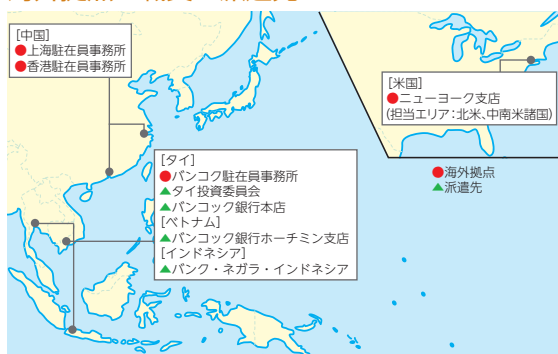 [中国]
●上海駐在員事務所
●香港駐在員事務所
[米国]
●ニューヨーク支店
(担当エリア:北米、中南米諸国)
●海外拠点
▲派遣先
[タイ]
●バンコク駐在員事務所
▲タイ投資委員会
▲バンコック銀行本店
[ベトナム]
▲バンコック銀行ホーチミン支店
[インドネシア]
▲バンク・ネガラ・インドネシア